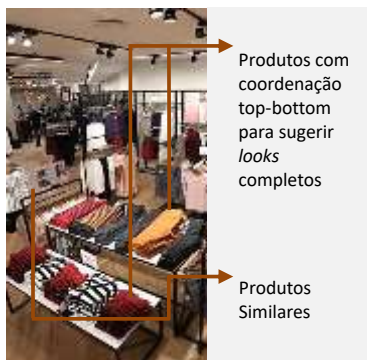 Produtos com
coordenação
top-bottom
para sugerir
looks
completos
Produtos
Similares